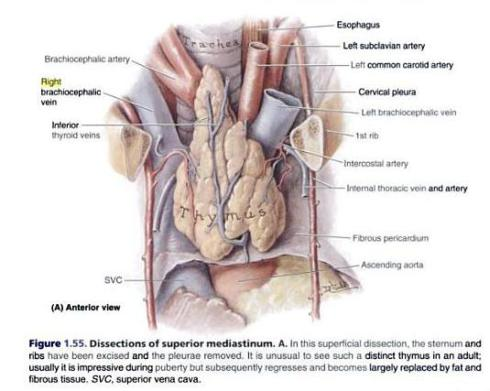 Esophagus
Trachea
Left subclavian artery
Brachiocephalic artery
Left common carotid artery
Right
brachiocephalic
vein
Cervical pleura
Left brachiocephalic vein
Inferior
thyroid veins
1st rib
Intercostal artery
Internal thoracic vein and artery
Thymus
Fibrous pericardium
Ascending aorta
SVC
(A) Anterior view
Figure 1.55. Dissections of superior mediastinum. A. In this superficial dissection, the sternum and
ribs have been excised and the pleurae removed. It is unusual to see such a distinct thymus in an adult;
usually it is impressive during puberty but subsequently regresses and becomes largely replaced by fat and
fibrous tissue. SVC, superior vena cava.